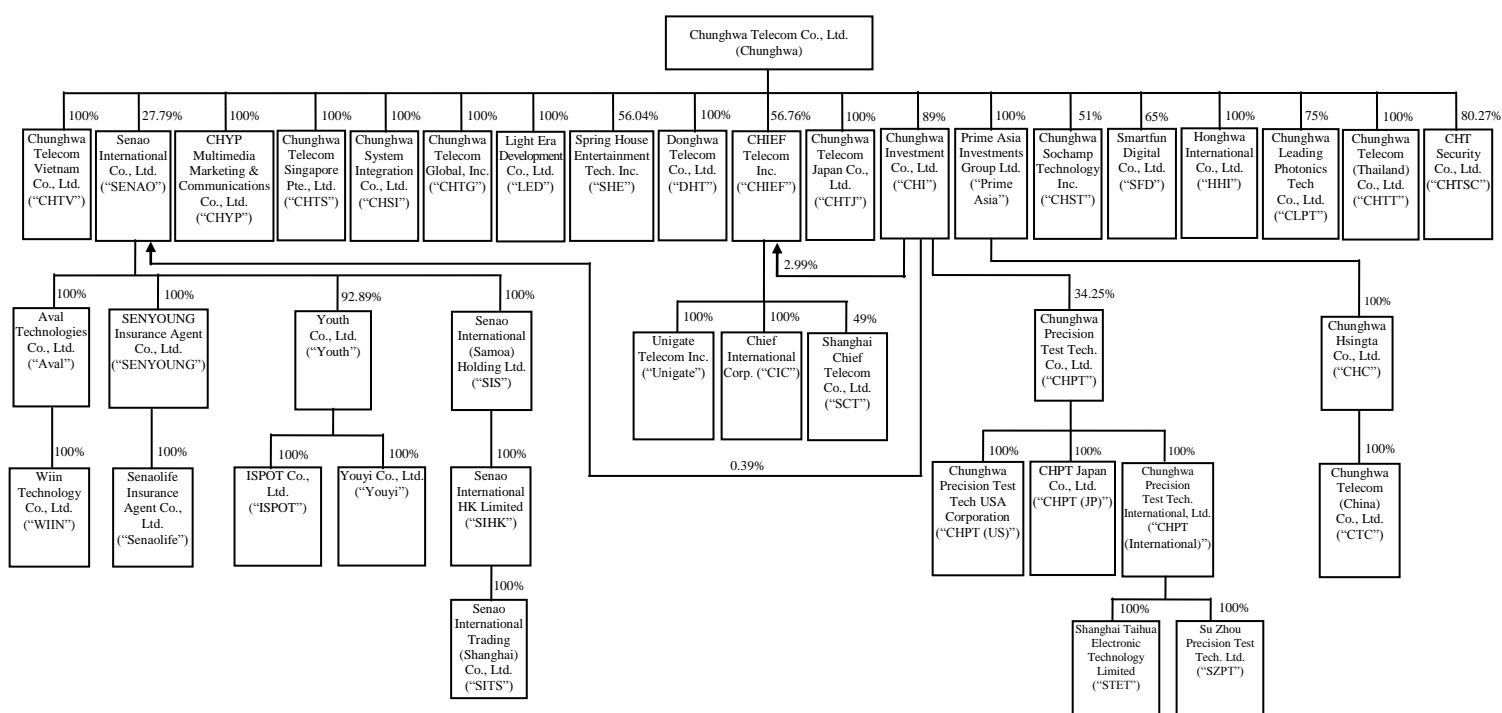 Chunghwa Telecom Co., Ltd.
(Chunghwa)
100%
27.79%
100%
100%
100%
100%
100%
56.04%
100%
56.76%
100%
89%
100%
51%
65%
100%
75%
100%
80.27%
Chunghwa
Telecom
Vietnam
Co., Ltd.
(“CHTV”)
Senao
International
Co., Ltd.
(“SENAO”)
CHYP
Multimedia
Marketing &
Communications
Co., Ltd.
(“CHYP”)
Chunghwa
Telecom
Singapore
Pte., Ltd.
(“CHTS”)
Chunghwa
System
Integration
Co., Ltd.
(“CHSI”)
Chunghwa
Telecom
Global, Inc.
(“CHTG”)
Light Era
Development
Co., Ltd.
(“LED”)
Spring House
Entertainment
Tech. Inc.
(“SHE”)
Donghwa
Telecom
Co., Ltd.
(“DHT”)
CHIEF
Telecom
Inc.
(“CHIEF”)
Chunghwa
Telecom
Japan Co.,
Ltd.
(“CHTJ”)
Chunghwa
Investment
Co., Ltd.
(“CHI”)
Prime Asia
Investments
Group Ltd.
(“Prime
Asia”)
Chunghwa
Sochamp
Technology
Inc.
(“CHST”)
Smartfun
Digital
Co., Ltd.
(“SFD”)
Honghwa
International
Co., Ltd.
(“HHI”)
Chunghwa
Leading
Photonics
Tech
Co., Ltd.
(“CLPT”)
Chunghwa
Telecom
(Thailand)
Co., Ltd.
(“CHTT”)
CHT
Security
Co., Ltd.
(“CHTSC”)
2.99%
100%
100%
92.89%
100%
34.25%
100%
Aval
Technologies
Co., Ltd.
(“Aval”)
SENYOUNG
Insurance Agent
Co., Ltd.
(“SENYOUNG”)
Youth
Co., Ltd.
(“Youth”)
Senao
International
(Samoa)
Holding Ltd.
(“SIS”)
100%
100%
49%
Unigate
Telecom Inc.
(“Unigate”)
Chief
International
Corp. (“CIC”)
Shanghai
Chief
Telecom
Co., Ltd.
(“SCT”)
Chunghwa
Precision
Test Tech.
Co., Ltd.
(“CHPT”)
Chunghwa
Hsingta
Co., Ltd.
(“CHC”)
100%
100%
100%
100%
100%
0.39%
100%
100%
100%
100%
Wiin
Technology
Co., Ltd.
(“WIIN”)
Senaolife
Insurance
Agent Co.,
Ltd.
(“Senaolife”)
ISPOT Co.,
Ltd.
(“ISPOT”)
Youyi Co., Ltd.
(“Youyi”)
Senao
International
HK Limited
(“SIHK”)
Chunghwa
Precision Test
Tech USA
Corporation
(“CHPT (US)”)
CHPT Japan
Co., Ltd.
(“CHPT (JP)”)
Chunghwa
Precision
Test Tech.
International, Ltd.
(“CHPT
(International)”)
Chunghwa
Telecom
(China)
Co., Ltd.
(“CTC”)
100%
100%
100%
Senao
International
Trading
(Shanghai)
Co., Ltd.
(“SITS”)
Shanghai Taihua
Electronic
Technology
Limited
(“STET”)
Su Zhou
Precision Test
Tech. Ltd.
(“SZPT”)